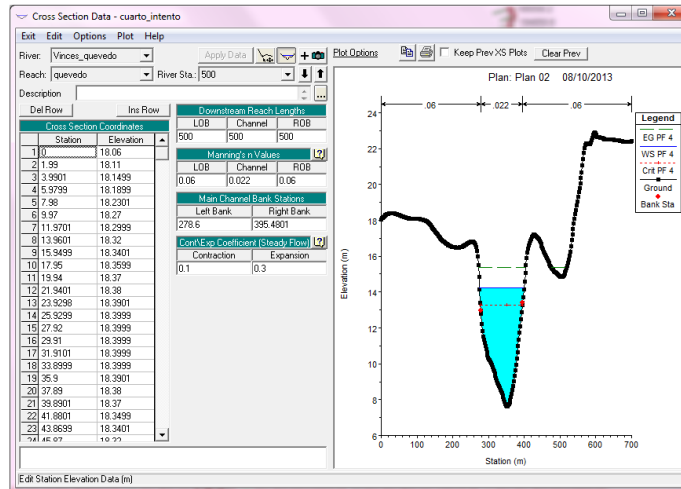 Cross Section Data - cuarto_intento
Exit Edit Options Plot Help
River: Vinces_quevedo Apply Data
Reach: quevedo River Sta.: 500
Description ...
Del Row Ins Row
Cross Section Coordinates
Station Elevation
1 0 18.06
2 1.99 18.11
3 3.9901 18.1499
4 5.9799 18.1899
5 7.98 18.2301
6 9.97 18.27
7 11.9701 18.2999
8 13.9601 18.32
9 15.9499 18.3401
10 17.95 18.3599
11 19.94 18.37
12 21.9401 18.38
13 23.9298 18.3901
14 25.9299 18.3999
15 27.92 18.3999
16 29.91 18.3999
17 31.9101 18.3999
18 33.8999 18.3999
19 35.9 18.3901
20 37.89 18.38
21 39.8901 18.37
22 41.8801 18.3499
23 43.8699 18.3401
24 45.87 18.32
Downstream Reach Lengths
LOB Channel ROB
500 500 500
Manning's n Values
LOB Channel ROB
0.06 0.022 0.06
Main Channel Bank Stations
Left Bank Right Bank
278.6 395.4801
Cont\Exp Coefficient (Steady Flow)
Contraction Expansion
0.1 0.3
Edit Station Elevation Data (m)
Plot Options Keep Prev XS Plots Clear Prev
Plan: Plan 02 08/10/2013
.06 .022 .06
Legend
EG PF 4
WS PF 4
Crit PF 4
Ground
Bank Sta
Elevation (m)
24
22
20
18
16
14
12
10
8
6
0 100 200 300 400 500 600 700
Station (m)